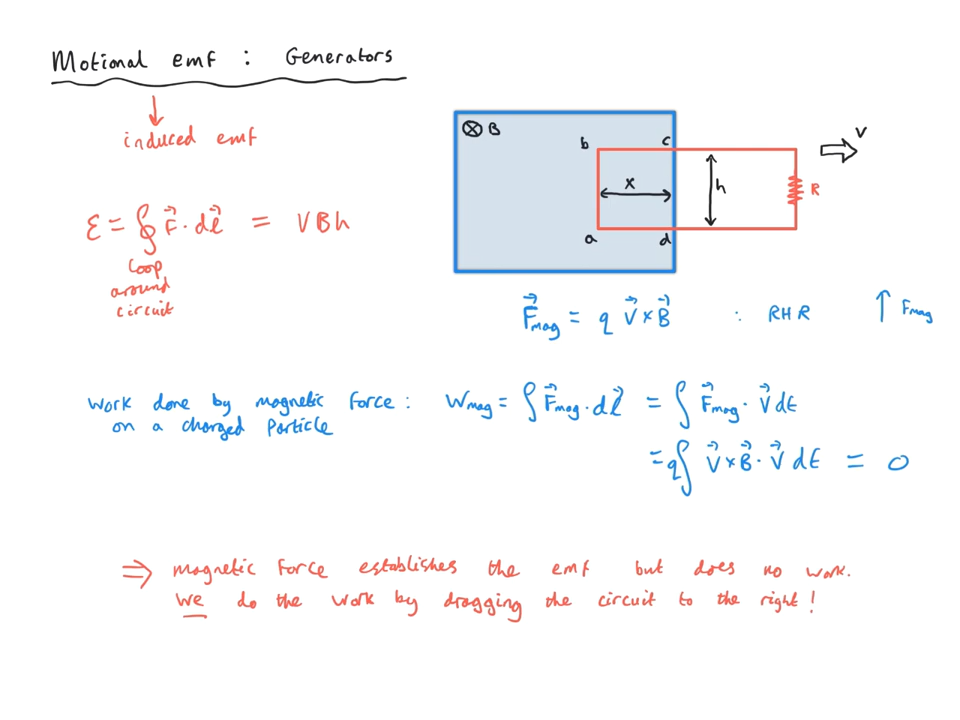 Motional emf : Generators
induced emf
ε = ∮ F⃗ · dl⃗ = VBh
Loop
around
circuit
⊗ B
b
c
x
h
a
d
R
V
F⃗mag = q V⃗ × B⃗ : RHR ↑ Fmag
Work done by magnetic force : Wmag = ∫ F⃗mag · dl⃗ = ∫ F⃗mag · V⃗ dt
on a charged particle
= q∫ V⃗ × B⃗ · V⃗ dt = 0
⇒ magnetic force establishes the emf but does no work.
We do the work by dragging the circuit to the right !